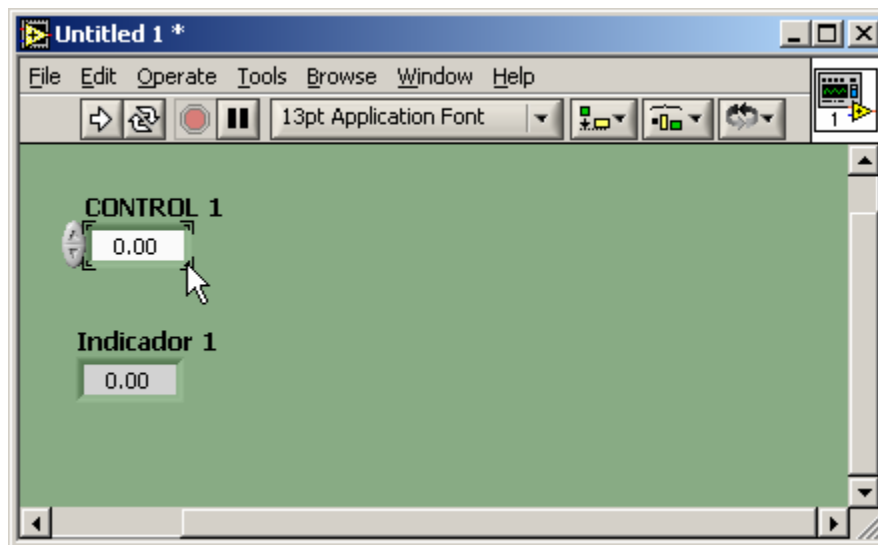 Untitled 1 *
File Edit Operate Tools Browse Window Help
13pt Application Font
1
CONTROL 1
0.00
Indicador 1
0.00